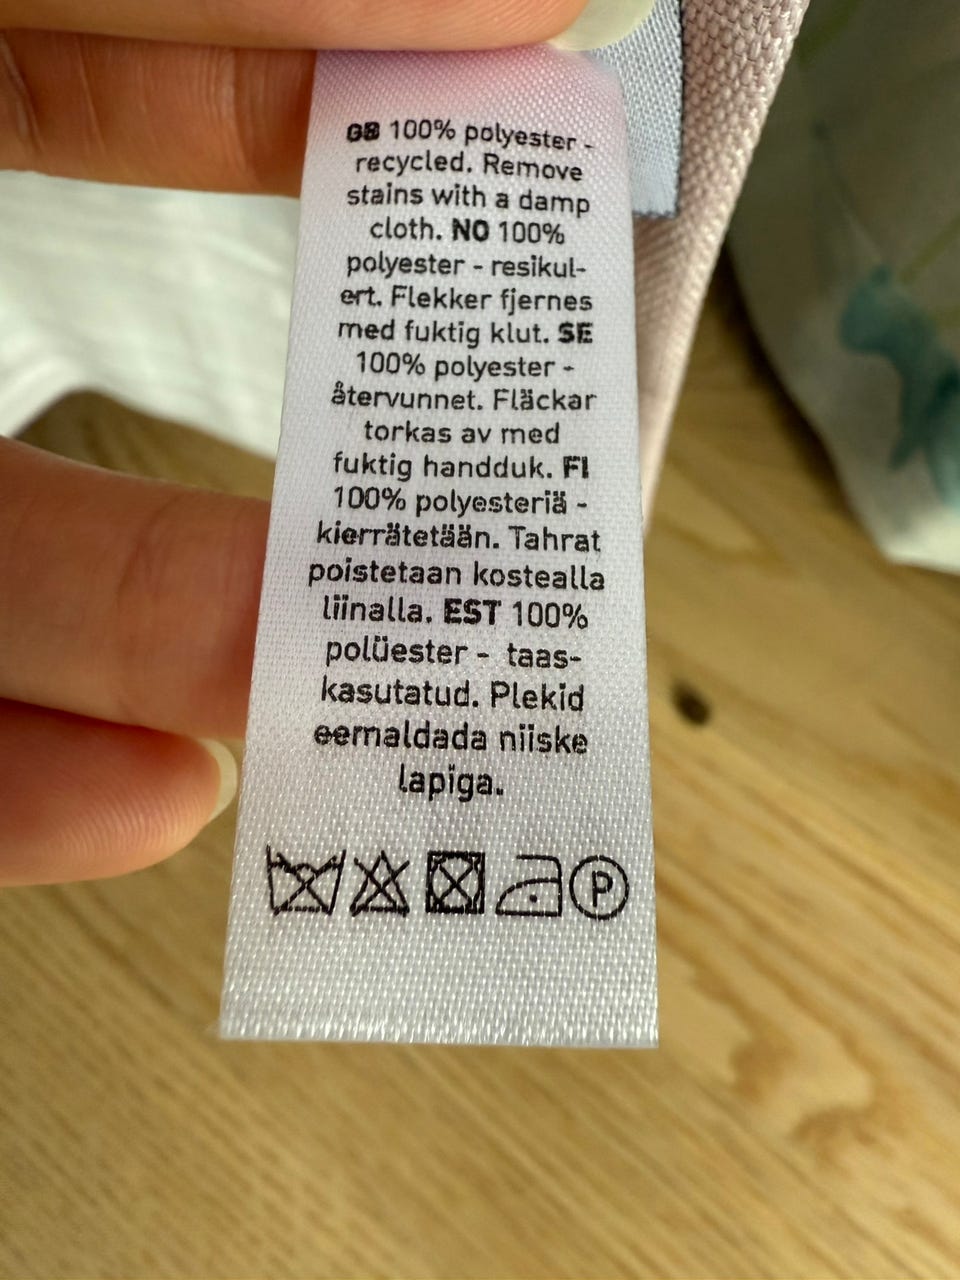 GB 100% polyester -
recycled. Remove
stains with a damp
cloth. NO 100%
polyester - resikul-
ert. Flekker fjernes
med fuktig klut. SE
100% polyester -
återvunnet. Fläckar
torkas av med
fuktig handduk. FI
100% polyesteriä -
kierrätetään. Tahrat
poistetaan kostealla
liinalla. EST 100%
polüester - taas-
kasutatud. Plekid
eemaldada niiske
lapiga.
P